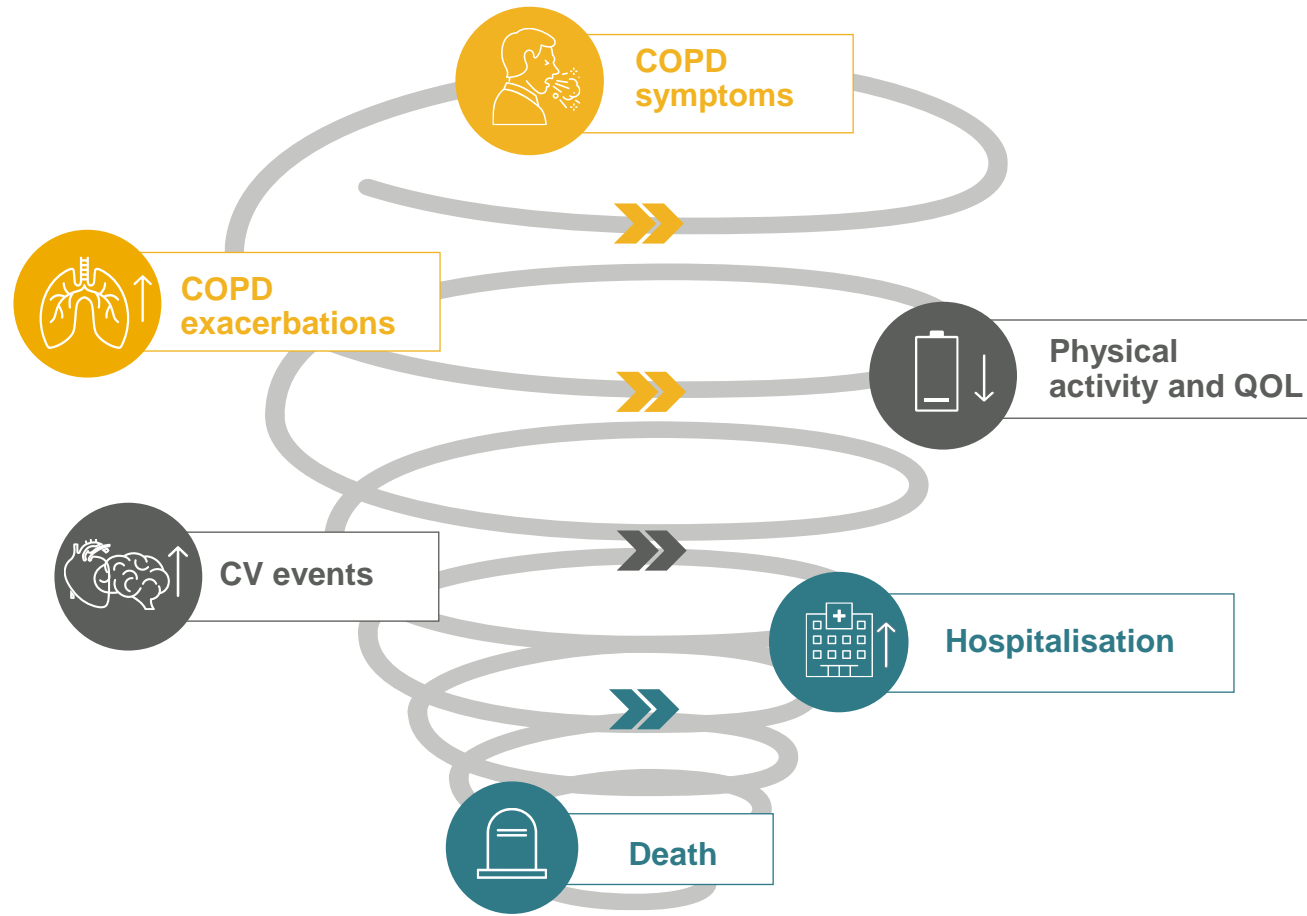 COPD
symptoms
COPD
exacerbations
Physical
activity and QOL
CV events
Hospitalisation
Death